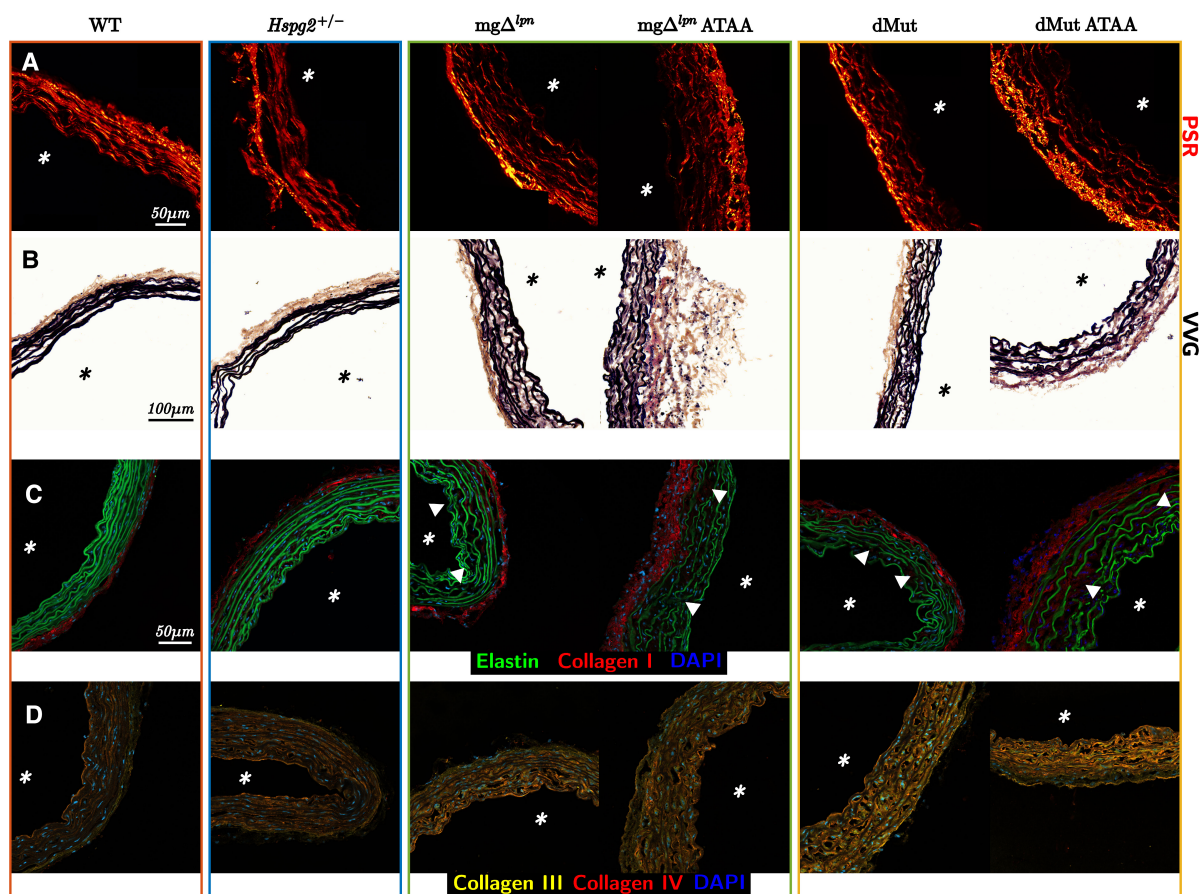 WT Hspg2+/− mgΔlpn mgΔlpn ATAA dMut dMut ATAA
A
* * * * * *
50μm
PSR
B
* * * * * *
100μm
VVG
C
* * * * * *
50μm
Elastin Collagen I DAPI
D
* * * * * *
Collagen III Collagen IV DAPI